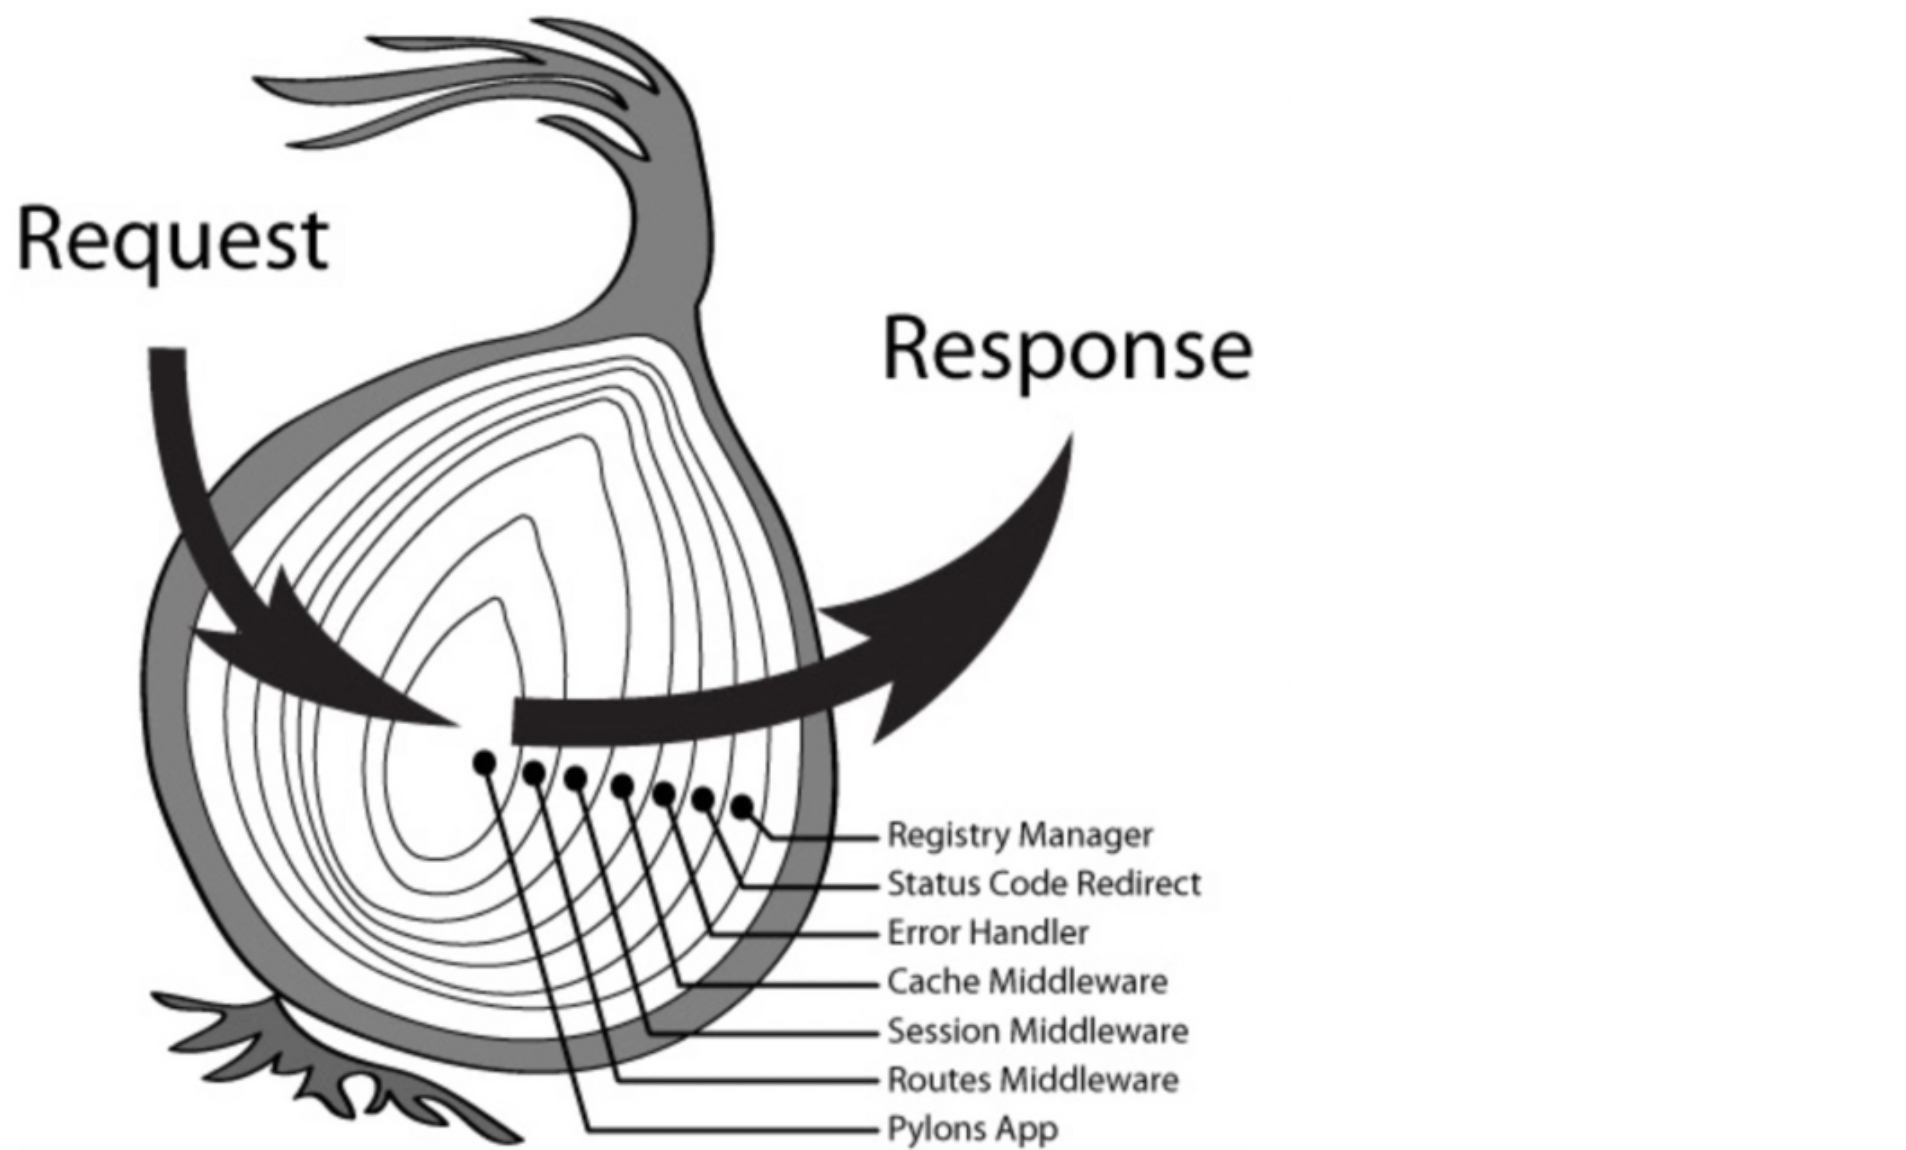 Request
Response
Registry Manager
Status Code Redirect
Error Handler
Cache Middleware
Session Middleware
Routes Middleware
Pylons App